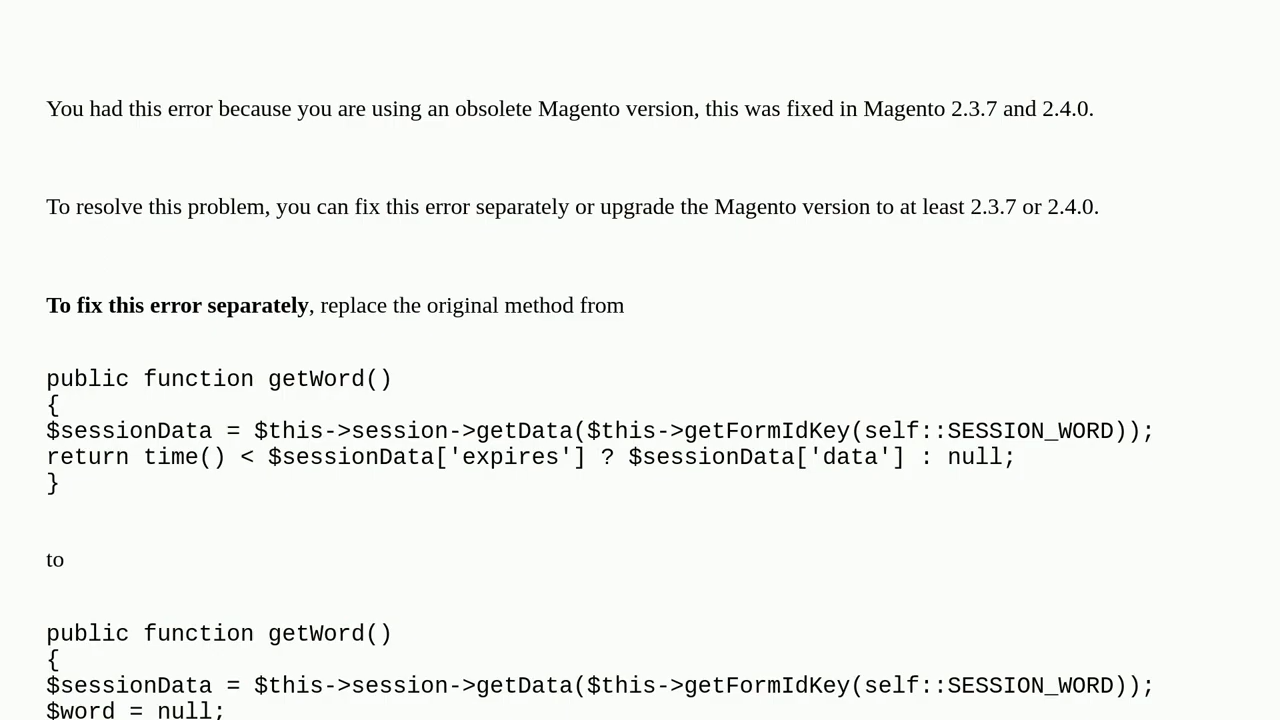 You had this error because you are using an obsolete Magento version, this was fixed in Magento 2.3.7 and 2.4.0.
To resolve this problem, you can fix this error separately or upgrade the Magento version to at least 2.3.7 or 2.4.0.
To fix this error separately, replace the original method from
public function getWord()
{
$sessionData = $this->session->getData($this->getFormIdKey(self::SESSION_WORD));
return time() < $sessionData['expires'] ? $sessionData['data'] : null;
}
to
public function getWord()
{
$sessionData = $this->session->getData($this->getFormIdKey(self::SESSION_WORD));
$word = null;